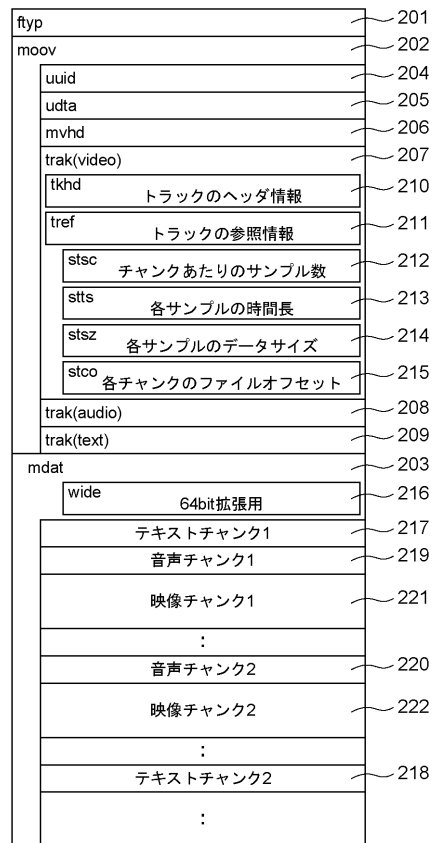 ftyp 201
moov 202
uuid 204
udta 205
mvhd 206
trak(video) 207
tkhd トラックのヘッダ情報 210
tref トラックの参照情報 211
stsc チャンクあたりのサンプル数 212
stts 各サンプルの時間長 213
stsz 各サンプルのデータサイズ 214
stco 各チャンクのファイルオフセット 215
trak(audio) 208
trak(text) 209
mdat 203
wide 64bit拡張用 216
テキストチャンク1 217
音声チャンク1 219
映像チャンク1 221
:
音声チャンク2 220
映像チャンク2 222
:
テキストチャンク2 218
: